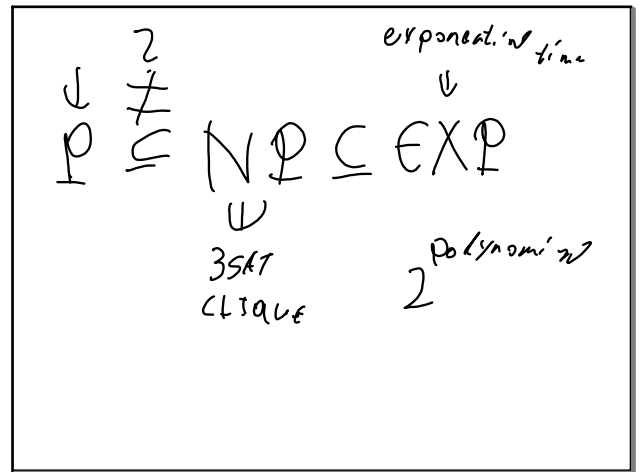 ?
exponential time
≠
P ⊆ NP ⊆ EXP
3SAT
CLIQUE
2^polynomial